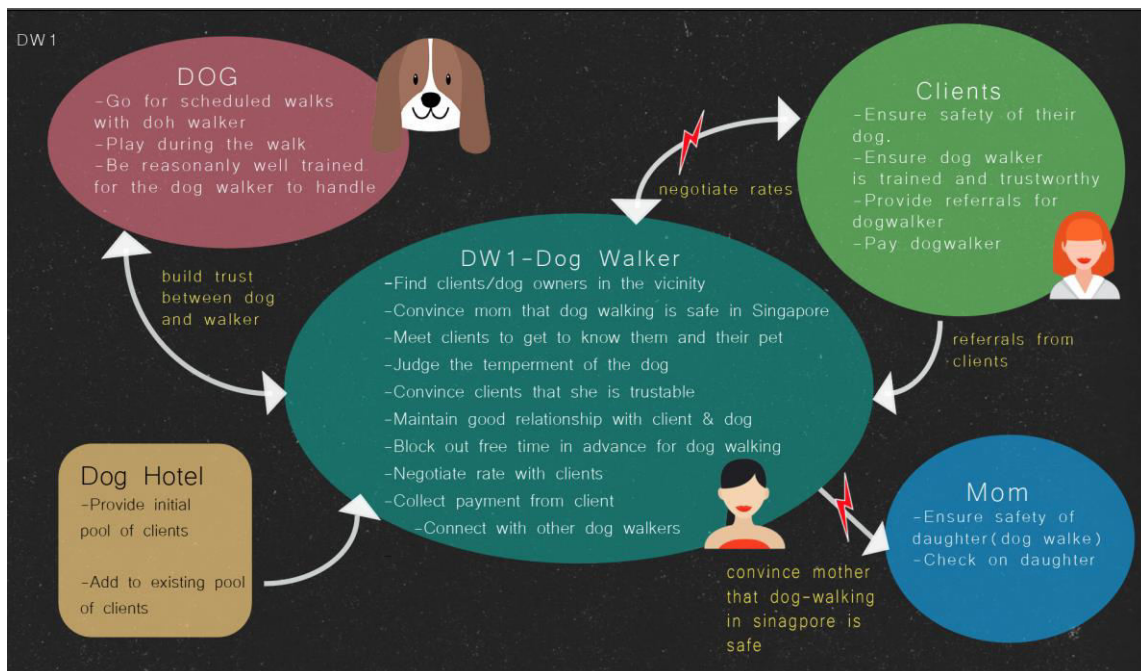 DW1
DOG
-Go for scheduled walks
with doh walker
-Play during the walk
-Be reasonanly well trained
for the dog walker to handle
Clients
-Ensure safety of their
dog.
-Ensure dog walker
is trained and trustworthy
-Provide referrals for
dogwalker
-Pay dogwalker
negotiate rates
build trust
between dog
and walker
DW1-Dog Walker
-Find clients/dog owners in the vicinity
-Convince mom that dog walking is safe in Singapore
-Meet clients to get to know them and their pet
-Judge the temperment of the dog
-Convince clients that she is trustable
-Maintain good relationship with client & dog
-Block out free time in advance for dog walking
-Negotiate rate with clients
-Collect payment from client
-Connect with other dog walkers
-
referrals from
clients
Dog Hotel
-Provide initial
pool of clients
-Add to existing pool
of clients
Mom
-Ensure safety of
daughter(dog walke)
-Check on daughter
convince mother
that dog-walking
in sinagpore is
safe